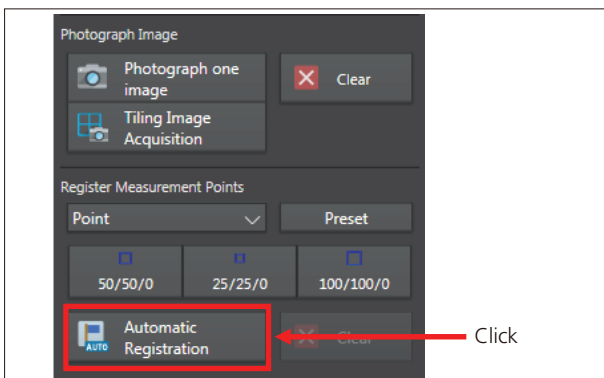 Photograph Image
Photograph one
image
Clear
Tiling Image
Acquisition
Register Measurement Points
Point
Preset
50/50/0
25/25/0
100/100/0
AUTO
Automatic
Registration
Clear
Click